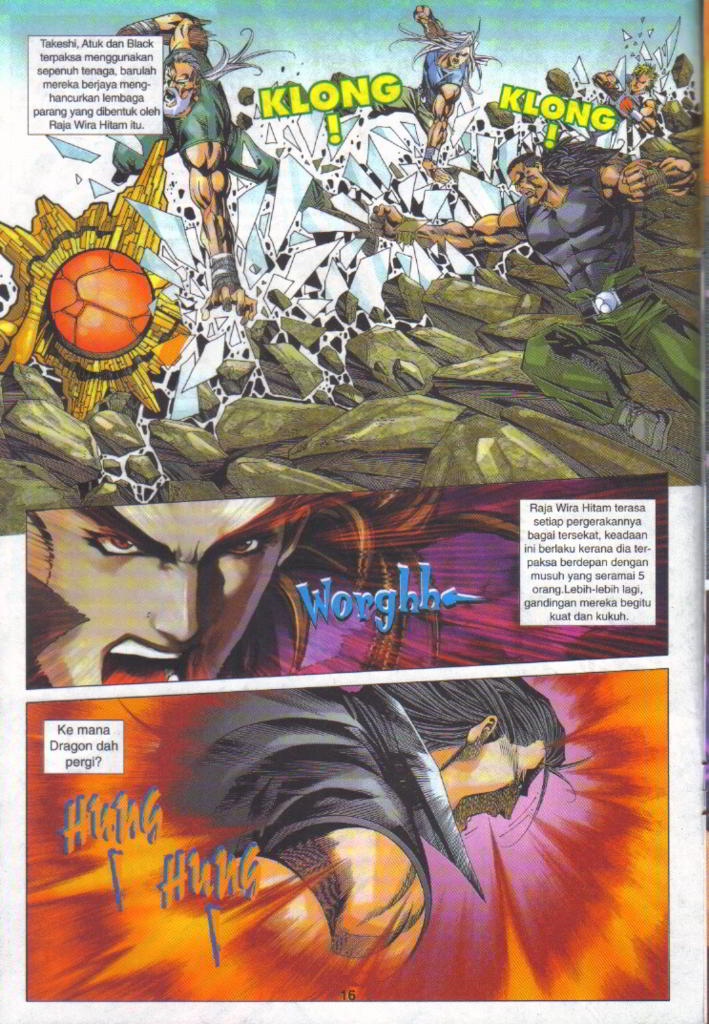 Takeshi, Atuk dan Black
terpaksa menggunakan
sepenuh tenaga, barulah
mereka berjaya meng-
hancurkan lembaga
parang yang dibentuk oleh
Raja Wira Hitam itu.
KLONG
!
KLONG
!
Raja Wira Hitam terasa
setiap pergerakannya
bagai tersekat, keadaan
ini berlaku kerana dia ter-
paksa berdepan dengan
musuh yang seramai 5
orang.Lebih-lebih lagi,
gandingan mereka begitu
kuat dan kukuh.
Worghh
Ke mana
Dragon dah
pergi?
HUNG
HUNG
16